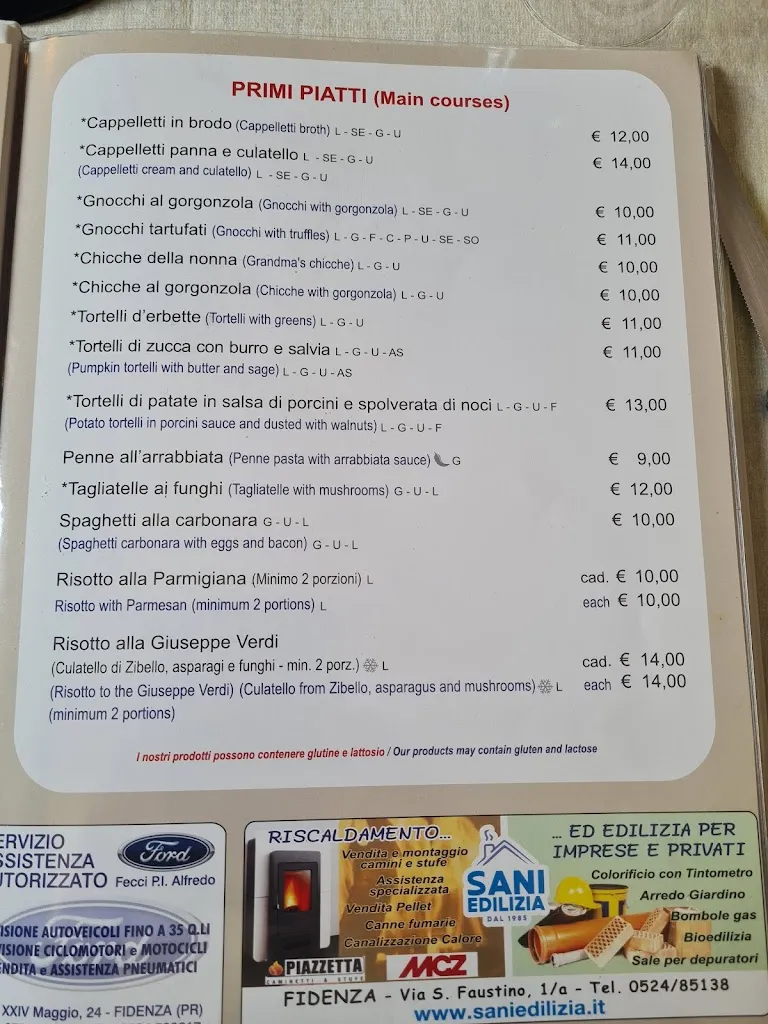 PRIMI PIATTI (Main courses)
*Cappelletti in brodo (Cappelletti broth) L - SE - G - U € 12,00
*Cappelletti panna e culatello L - SE - G - U € 14,00
(Cappelletti cream and culatello) L - SE - G - U
*Gnocchi al gorgonzola (Gnocchi with gorgonzola) L - SE - G - U € 10,00
*Gnocchi tartufati (Gnocchi with truffles) L - G - F - C - P - U - SE - SO € 11,00
*Chicche della nonna (Grandma's chicche) L - G - U € 10,00
*Chicche al gorgonzola (Chicche with gorgonzola) L - G - U € 10,00
*Tortelli d'erbette (Tortelli with greens) L - G - U € 11,00
*Tortelli di zucca con burro e salvia L - G - U - AS € 11,00
(Pumpkin tortelli with butter and sage) L - G - U - AS
*Tortelli di patate in salsa di porcini e spolverata di noci L - G - U - F € 13,00
(Potato tortelli in porcini sauce and dusted with walnuts) L - G - U - F
Penne all'arrabbiata (Penne pasta with arrabbiata sauce) G € 9,00
*Tagliatelle ai funghi (Tagliatelle with mushrooms) G - U - L € 12,00
Spaghetti alla carbonara G - U - L € 10,00
(Spaghetti carbonara with eggs and bacon) G - U - L
Risotto alla Parmigiana (Minimo 2 porzioni) L cad. € 10,00
Risotto with Parmesan (minimum 2 portions) L each € 10,00
Risotto alla Giuseppe Verdi
(Culatello di Zibello, asparagi e funghi - min. 2 porz.) L cad. € 14,00
(Risotto to the Giuseppe Verdi) (Culatello from Zibello, asparagus and mushrooms) L each € 14,00
(minimum 2 portions)
I nostri prodotti possono contenere glutine e lattosio / Our products may contain gluten and lactose
ERVIZIO
SSISTENZA
UTORIZZATO
Ford
Fecci P.I. Alfredo
ISIONE AUTOVEICOLI FINO A 35 Q.LI
VISIONE CICLOMOTORI e MOTOCICLI
ENDITA e ASSISTENZA PNEUMATICI
XXIV Maggio, 24 - FIDENZA (PR)
RISCALDAMENTO...
Vendita e montaggio
camini e stufe
Assistenza
specializzata
Vendita Pellet
Canne fumarie
Canalizzazione Calore
PIAZZETTA
CAMINETTI & STUFE
MCZ
SANI
EDILIZIA
DAL 1985
... ED EDILIZIA PER
IMPRESE E PRIVATI
Colorificio con Tintometro
Arredo Giardino
Bombole gas
Bioedilizia
Sale per depuratori
FIDENZA - Via S. Faustino, 1/a - Tel. 0524/85138
www.saniedilizia.it